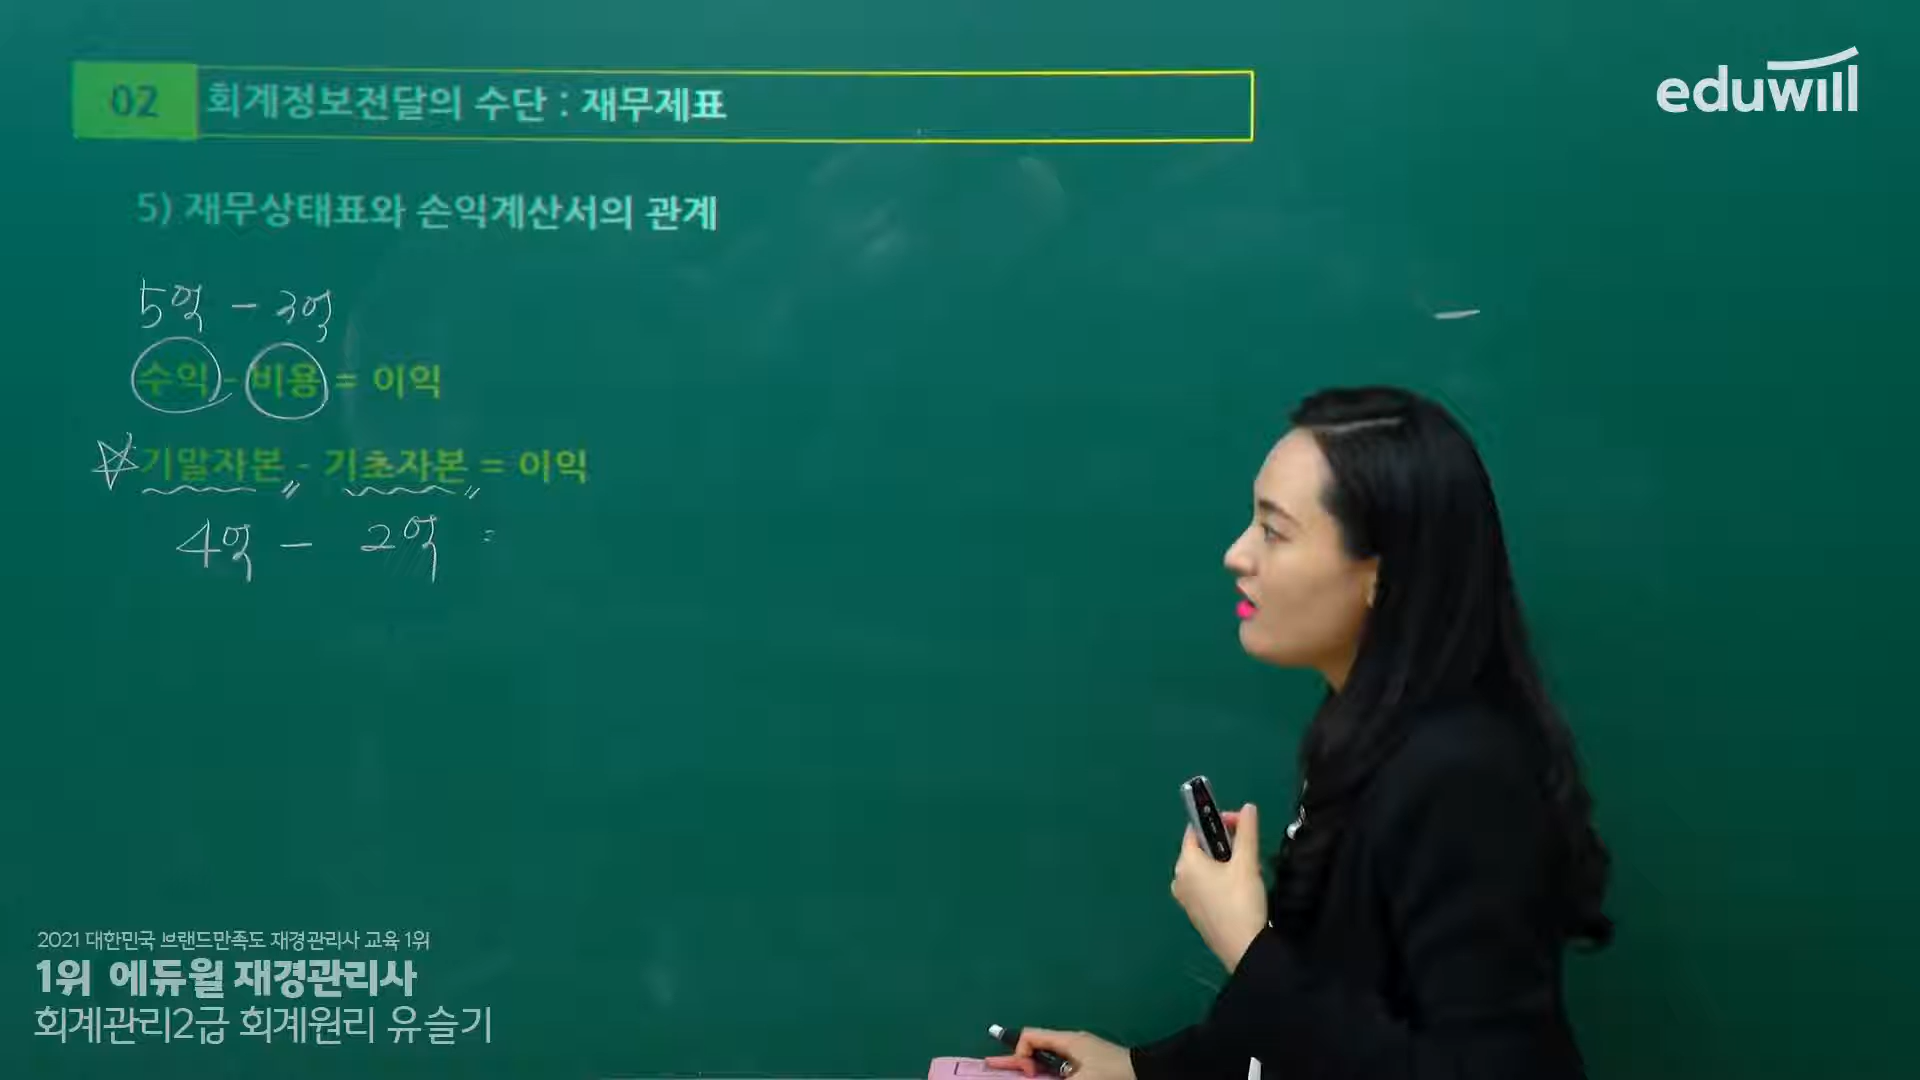 02 회계정보전달의 수단 : 재무제표
eduwill
5) 재무상태표와 손익계산서의 관계
5억 - 3억
수익 - 비용 = 이익
기말자본 - 기초자본 = 이익
4억 - 2억 =
2021 대한민국 브랜드만족도 재경관리사 교육 1위
1위 에듀윌 재경관리사
회계관리2급 회계원리 유슬기